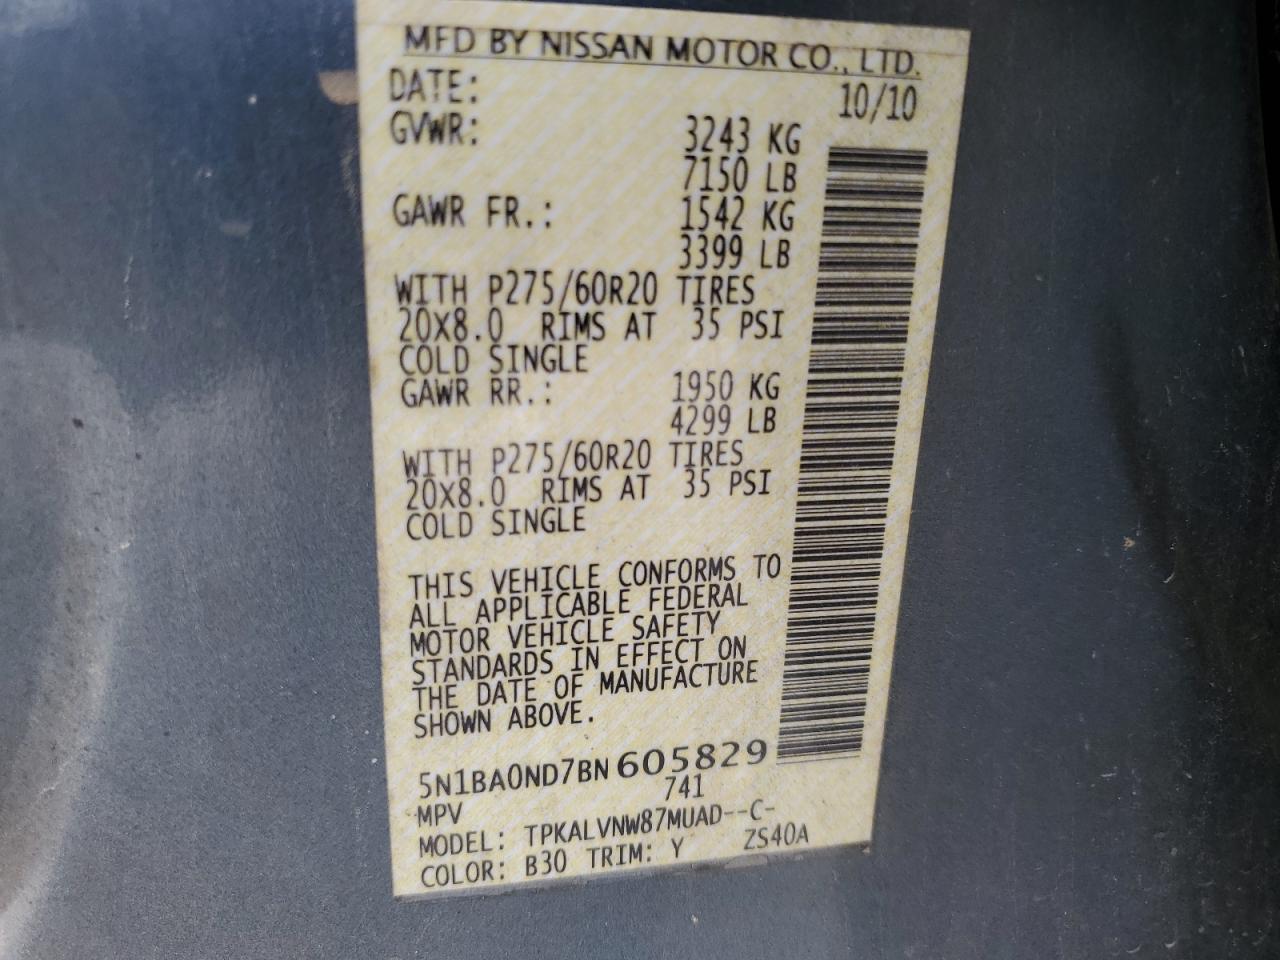 MFD BY NISSAN MOTOR CO., LTD.
DATE: 10/10
GVWR: 3243 KG
7150 LB
GAWR FR.: 1542 KG
3399 LB
WITH P275/60R20 TIRES
20X8.0 RIMS AT 35 PSI
COLD SINGLE
GAWR RR.: 1950 KG
4299 LB
WITH P275/60R20 TIRES
20X8.0 RIMS AT 35 PSI
COLD SINGLE
THIS VEHICLE CONFORMS TO
ALL APPLICABLE FEDERAL
MOTOR VEHICLE SAFETY
STANDARDS IN EFFECT ON
THE DATE OF MANUFACTURE
SHOWN ABOVE.
5N1BA0ND7BN605829
MPV 741
MODEL: TPKALVNW87MUAD--C-
COLOR: B30 TRIM: Y ZS40A